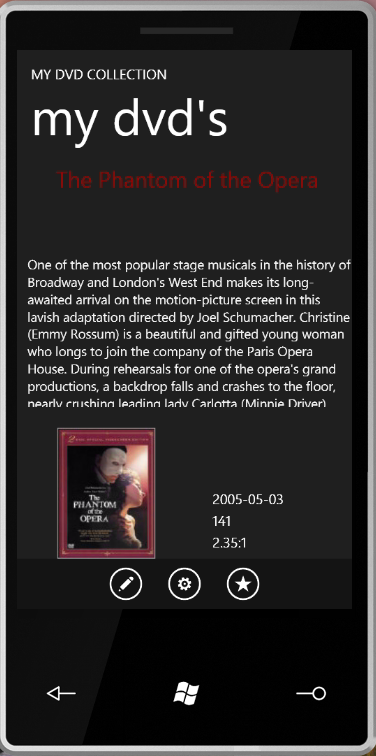 MY DVD COLLECTION
my dvd's
The Phantom of the Opera
One of the most popular stage musicals in the history of
Broadway and London's West End makes its long-
awaited arrival on the motion-picture screen in this
lavish adaptation directed by Joel Schumacher. Christine
(Emmy Rossum) is a beautiful and gifted young woman
who longs to join the company of the Paris Opera
House. During rehearsals for one of the opera's grand
productions, a backdrop falls and crashes to the floor,
nearly crushing leading lady Carlotta (Minnie Driver)
The
PHANTOM
of the
OPERA
2005-05-03
141
2.35:1